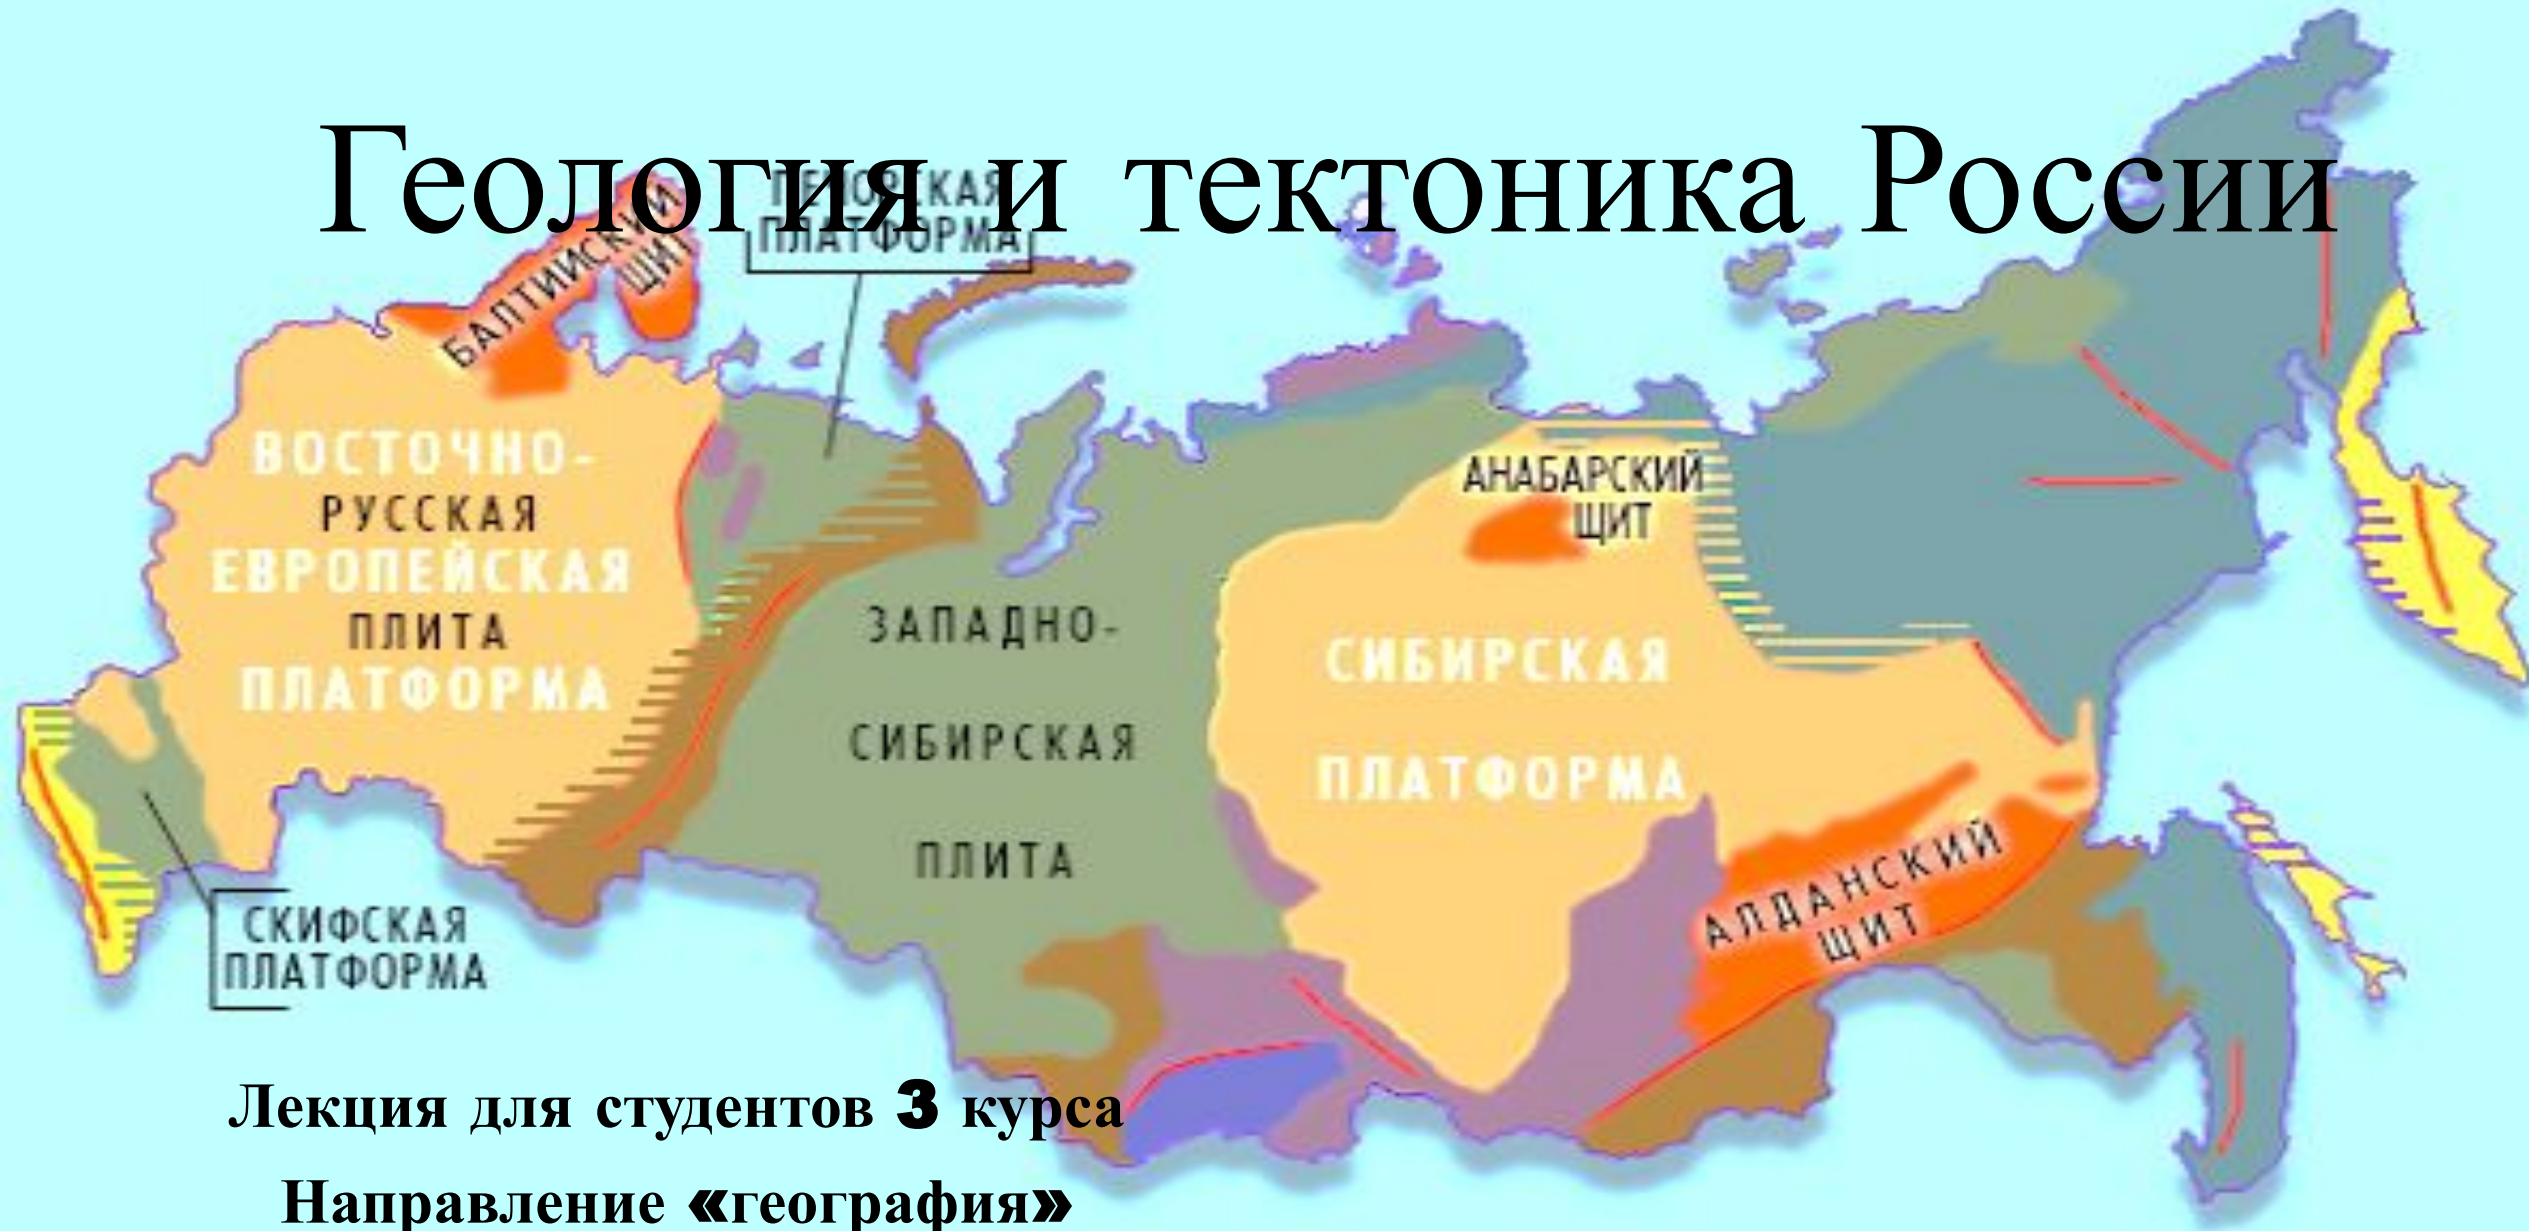 Геология и тектоника России
БАЛТИЙСКИЙ
ЩИТ
ПЕЧОРСКАЯ
ПЛАТФОРМА
ВОСТОЧНО-
РУССКАЯ
ЕВРОПЕЙСКАЯ
ПЛИТА
ПЛАТФОРМА
ЗАПАДНО-
СИБИРСКАЯ
ПЛИТА
АНАБАРСКИЙ
ЩИТ
СИБИРСКАЯ
ПЛАТФОРМА
АЛДАНСКИЙ
ЩИТ
СКИФСКАЯ
ПЛАТФОРМА
Лекция для студентов 3 курса
Направление «география»